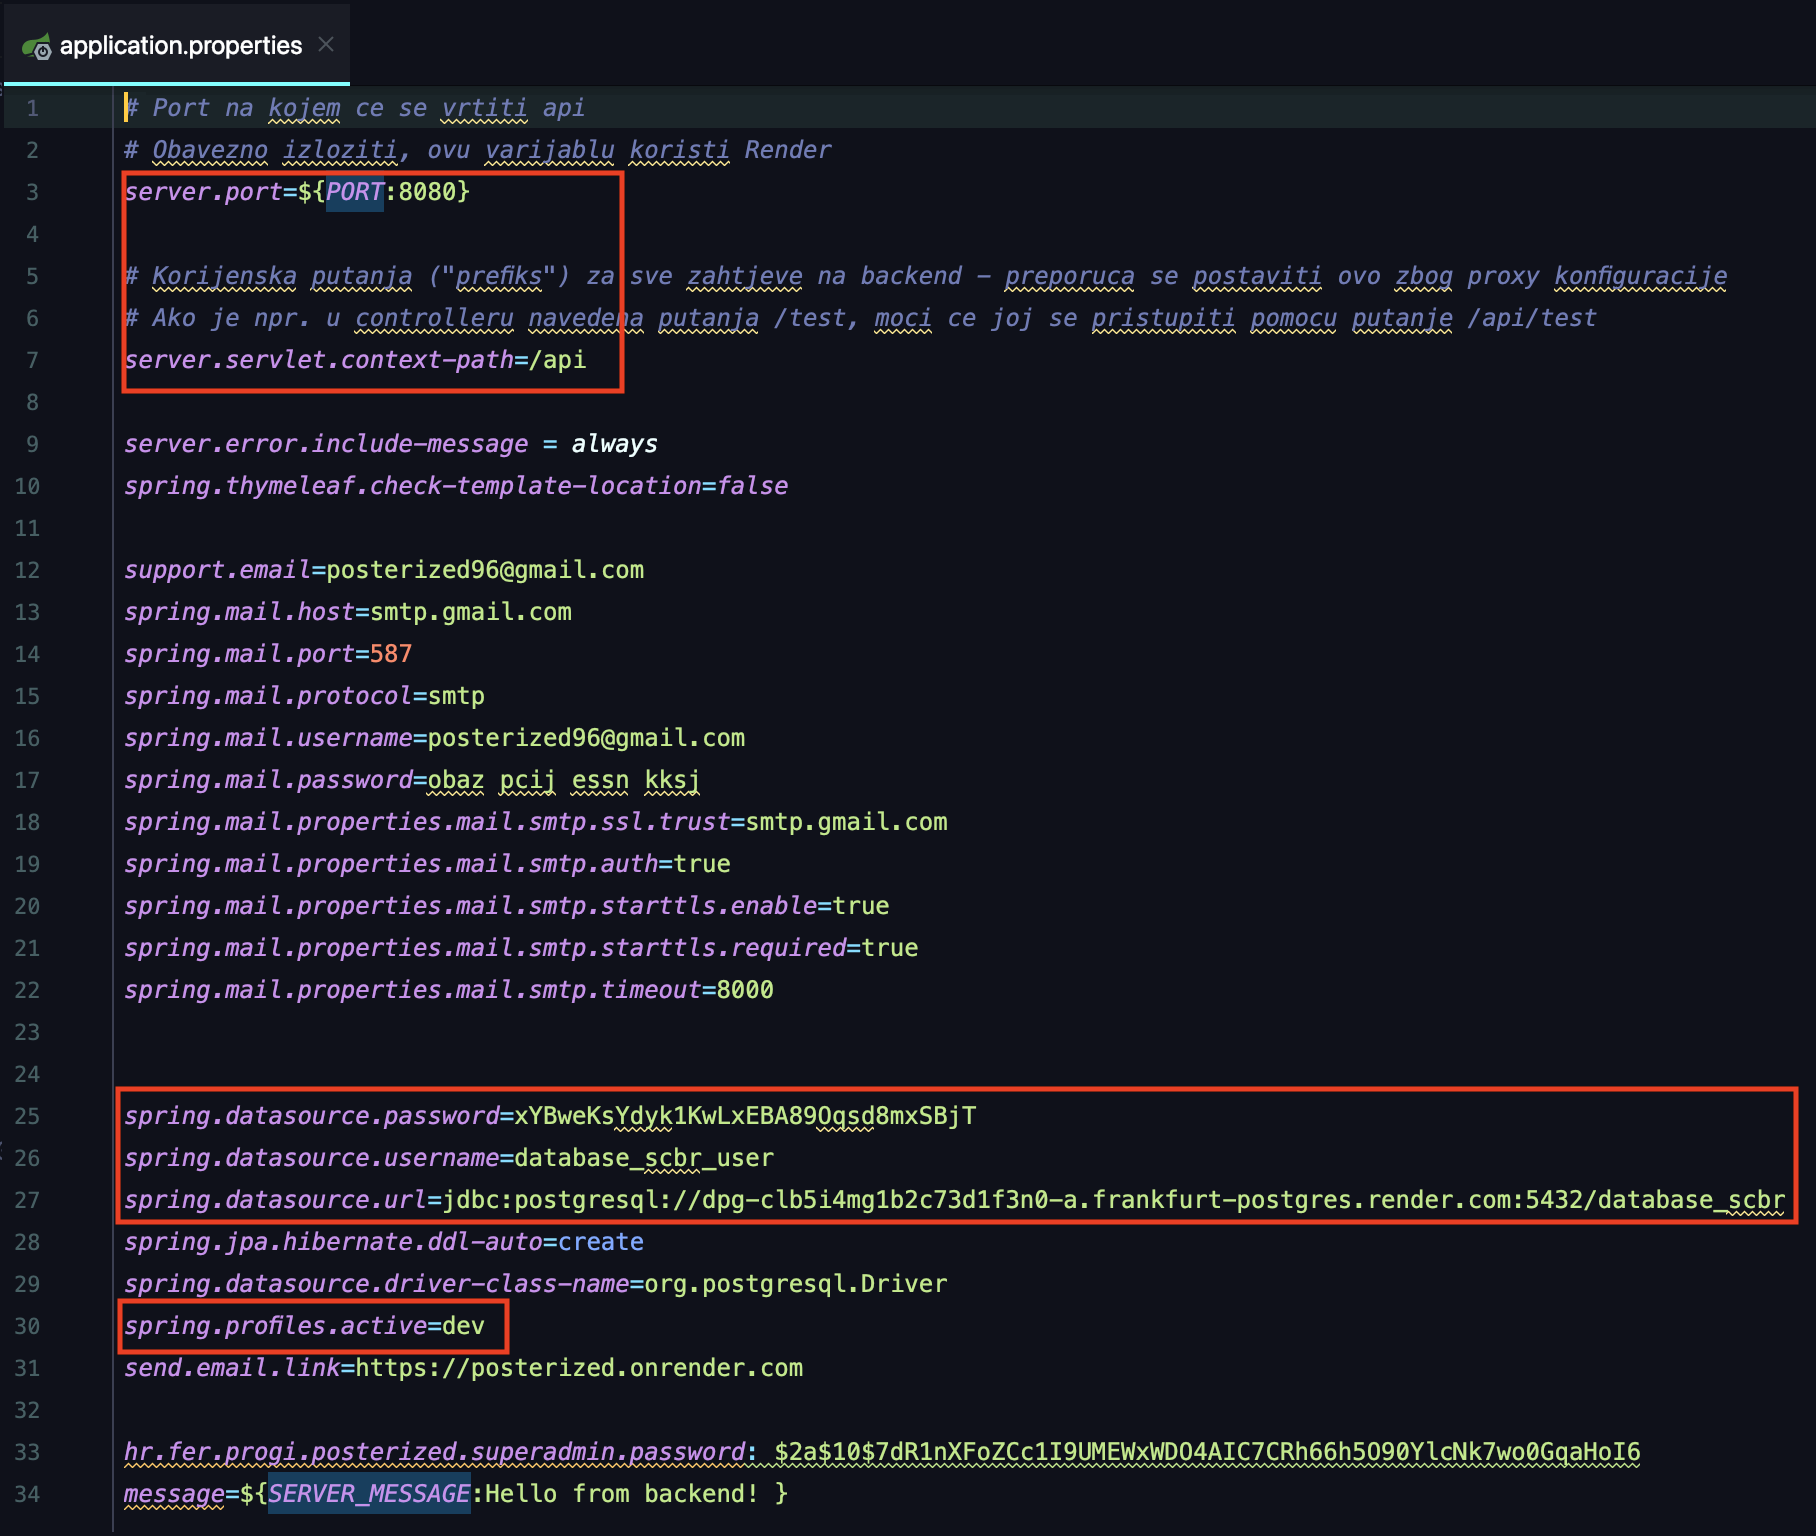 application.properties
1 # Port na kojem ce se vrtiti api
2 # Obavezno izloziti, ovu varijablu koristi Render
3 server.port=${PORT:8080}
4
5 # Korijenska putanja ("prefiks") za sve zahtjeve na backend - preporuca se postaviti ovo zbog proxy konfiguracije
6 # Ako je npr. u controlleru navedena putanja /test, moci ce joj se pristupiti pomocu putanje /api/test
7 server.servlet.context-path=/api
8
9 server.error.include-message = always
10 spring.thymeleaf.check-template-location=false
11
12 support.email=posterized96@gmail.com
13 spring.mail.host=smtp.gmail.com
14 spring.mail.port=587
15 spring.mail.protocol=smtp
16 spring.mail.username=posterized96@gmail.com
17 spring.mail.password=obaz pcij essn kksj
18 spring.mail.properties.mail.smtp.ssl.trust=smtp.gmail.com
19 spring.mail.properties.mail.smtp.auth=true
20 spring.mail.properties.mail.smtp.starttls.enable=true
21 spring.mail.properties.mail.smtp.starttls.required=true
22 spring.mail.properties.mail.smtp.timeout=8000
23
24
25 spring.datasource.password=xYBweKsYdyk1KwLxEBA89Oqsd8mxSBjT
26 spring.datasource.username=database_scbr_user
27 spring.datasource.url=jdbc:postgresql://dpg-clb5i4mg1b2c73d1f3n0-a.frankfurt-postgres.render.com:5432/database_scbr
28 spring.jpa.hibernate.ddl-auto=create
29 spring.datasource.driver-class-name=org.postgresql.Driver
30 spring.profiles.active=dev
31 send.email.link=https://posterized.onrender.com
32
33 hr.fer.progi.posterized.superadmin.password: $2a$10$7dR1nXFoZCc1I9UMEWxWDO4AIC7CRh66h5O90YlcNk7wo0GqaHoI6
34 message=${SERVER_MESSAGE:Hello from backend! }